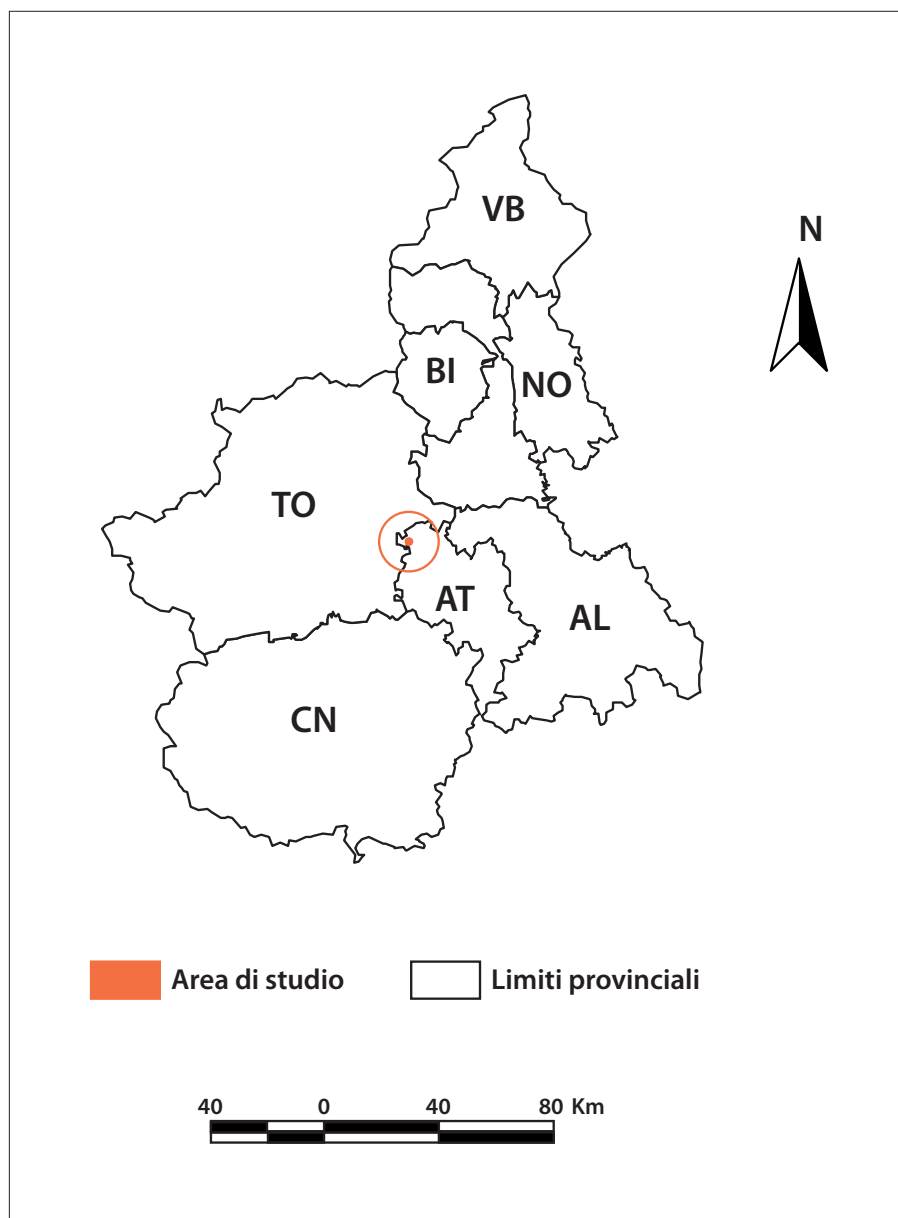 VB
N
BI
NO
TO
AT
AL
CN
Area di studio
Limiti provinciali
40 0 40 80 Km